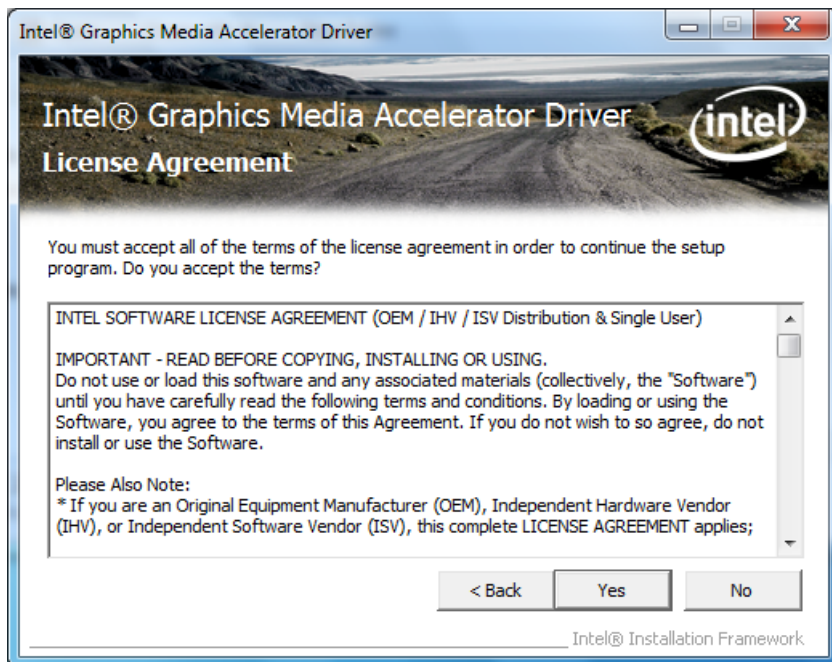 Intel® Graphics Media Accelerator Driver
Intel® Graphics Media Accelerator Driver
intel
License Agreement
You must accept all of the terms of the license agreement in order to continue the setup
program. Do you accept the terms?
INTEL SOFTWARE LICENSE AGREEMENT (OEM / IHV / ISV Distribution & Single User)
IMPORTANT - READ BEFORE COPYING, INSTALLING OR USING.
Do not use or load this software and any associated materials (collectively, the "Software")
until you have carefully read the following terms and conditions. By loading or using the
Software, you agree to the terms of this Agreement. If you do not wish to so agree, do not
install or use the Software.
Please Also Note:
* If you are an Original Equipment Manufacturer (OEM), Independent Hardware Vendor
(IHV), or Independent Software Vendor (ISV), this complete LICENSE AGREEMENT applies;
< Back Yes No
Intel® Installation Framework